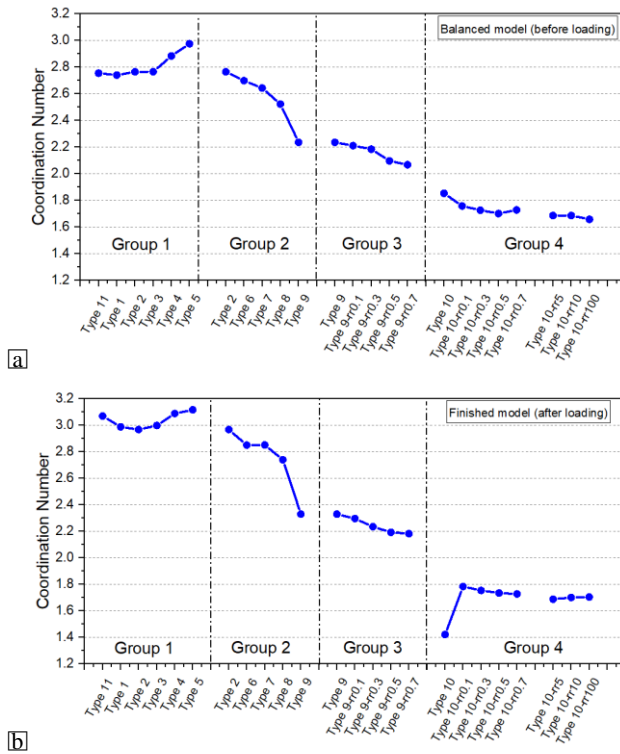 3.2
3.0
2.8
2.6
2.4
2.2
2.0
1.8
1.6
1.4
1.2
Coordination Number
Balanced model (before loading)
Group 1
Group 2
Group 3
Group 4
Type 11
Type 1
Type 2
Type 3
Type 4
Type 5
Type 2
Type 6
Type 7
Type 8
Type 9
Type 9
Type 9-rr0.1
Type 9-rr0.3
Type 9-rr0.5
Type 9-rr0.7
Type 10
Type 10-rr0.1
Type 10-rr0.3
Type 10-rr0.5
Type 10-rr0.7
Type 10-rr5
Type 10-rr10
Type 10-rr100
a
3.2
3.0
2.8
2.6
2.4
2.2
2.0
1.8
1.6
1.4
1.2
Coordination Number
Finished model (after loading)
Group 1
Group 2
Group 3
Group 4
Type 11
Type 1
Type 2
Type 3
Type 4
Type 5
Type 2
Type 6
Type 7
Type 8
Type 9
Type 9
Type 9-rr0.1
Type 9-rr0.3
Type 9-rr0.5
Type 9-rr0.7
Type 10
Type 10-rr0.1
Type 10-rr0.3
Type 10-rr0.5
Type 10-rr0.7
Type 10-rr5
Type 10-rr10
Type 10-rr100
b